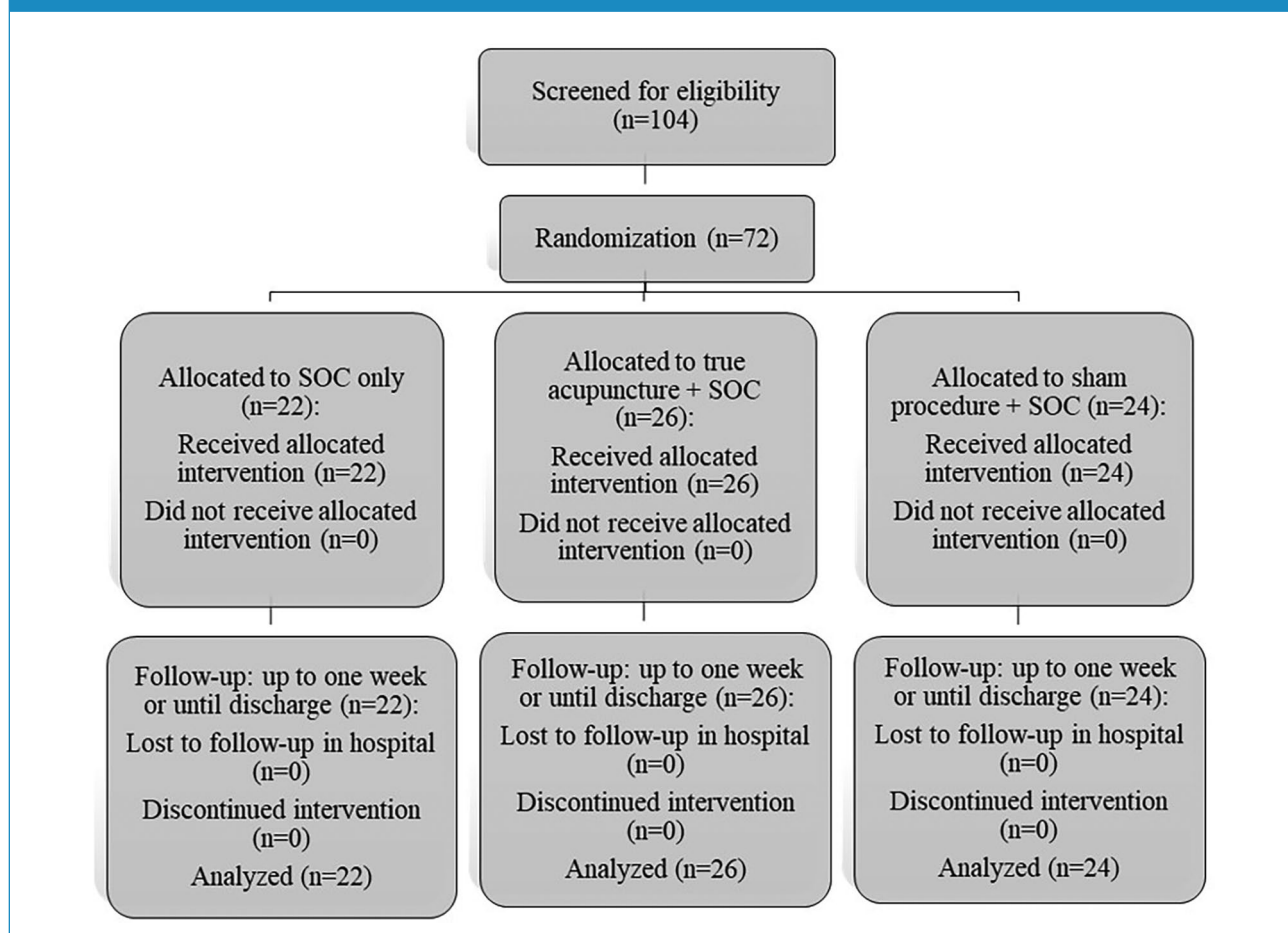 Screened for eligibility
(n=104)
Randomization (n=72)
Allocated to SOC only
(n=22):
Received allocated
intervention (n=22)
Did not receive allocated
intervention (n=0)
Allocated to true
acupuncture + SOC
(n=26):
Received allocated
intervention (n=26)
Did not receive allocated
intervention (n=0)
Allocated to sham
procedure + SOC (n=24):
Received allocated
intervention (n=24)
Did not receive allocated
intervention (n=0)
Follow-up: up to one week
or until discharge (n=22):
Lost to follow-up in hospital
(n=0)
Discontinued intervention
(n=0)
Analyzed (n=22)
Follow-up: up to one week
or until discharge (n=26):
Lost to follow-up in hospital
(n=0)
Discontinued intervention
(n=0)
Analyzed (n=26)
Follow-up: up to one week
or until discharge (n=24):
Lost to follow-up in hospital
(n=0)
Discontinued intervention
(n=0)
Analyzed (n=24)